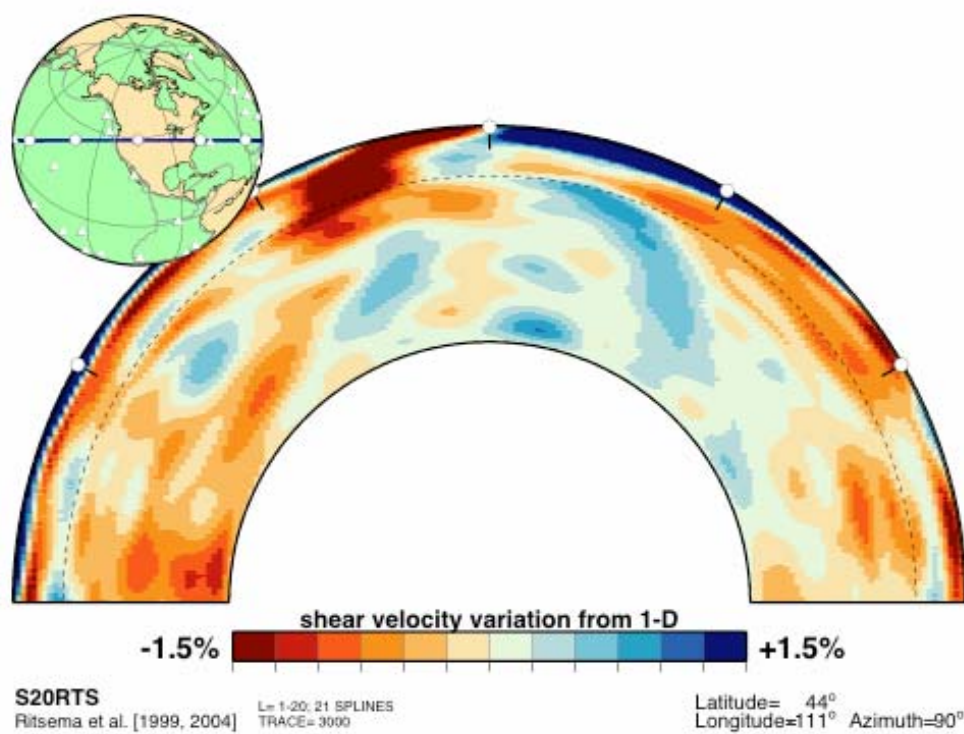 shear velocity variation from 1-D
-1.5% +1.5%
S20RTS
Ritsema et al. [1999, 2004]
L= 1-20; 21 SPLINES
TRACE= 3000
Latitude= 44°
Longitude=-111° Azimuth=90°